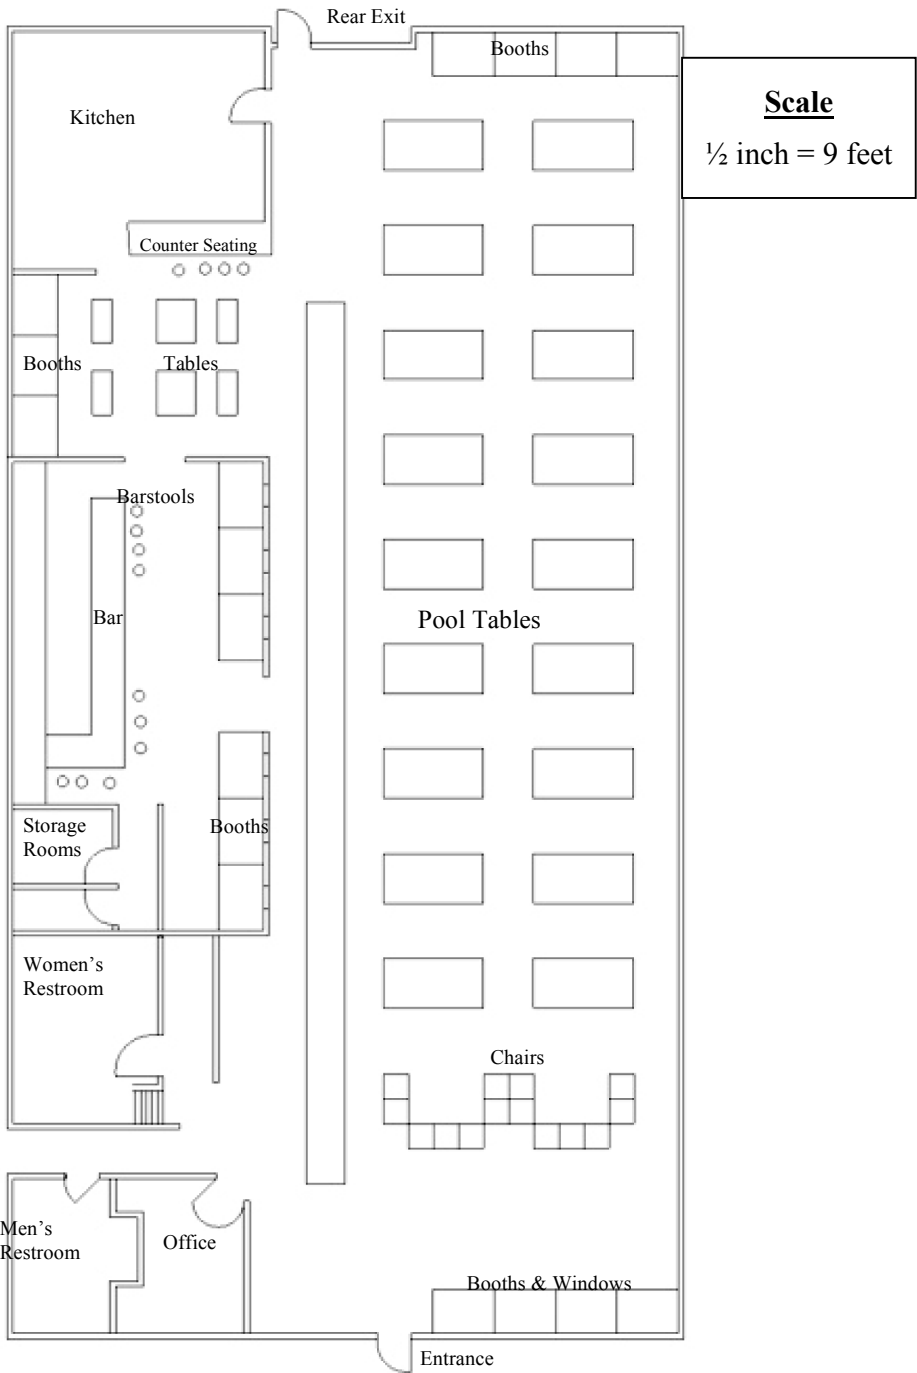 Rear Exit
Booths
Scale
½ inch = 9 feet
Kitchen
Counter Seating
Booths
Tables
Barstools
Bar
Pool Tables
Storage
Rooms
Booths
Women’s
Restroom
Chairs
Men’s
Restroom
Office
Booths & Windows
Entrance